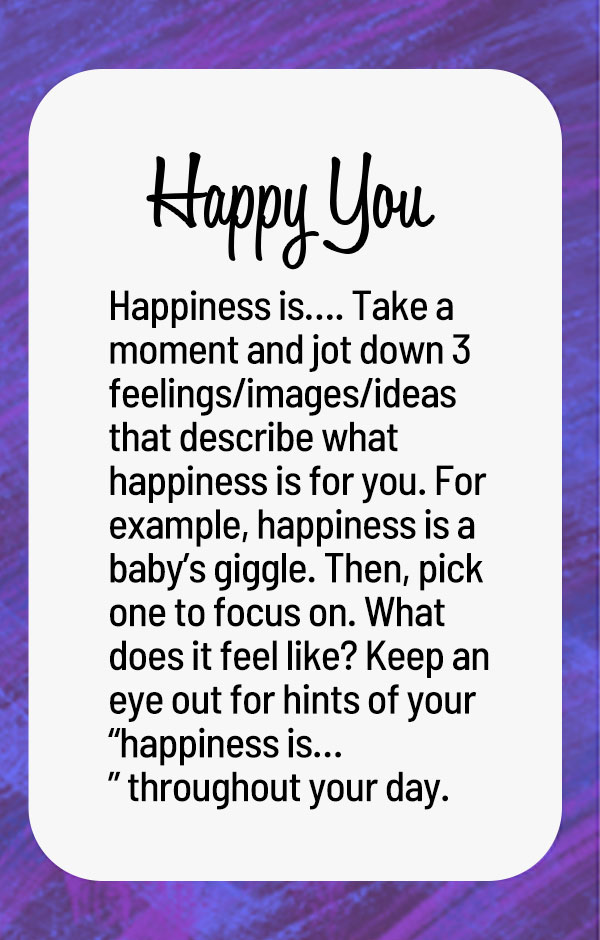 Happy You
Happiness is.... Take a
moment and jot down 3
feelings/images/ideas
that describe what
happiness is for you. For
example, happiness is a
baby’s giggle. Then, pick
one to focus on. What
does it feel like? Keep an
eye out for hints of your
“happiness is...
” throughout your day.